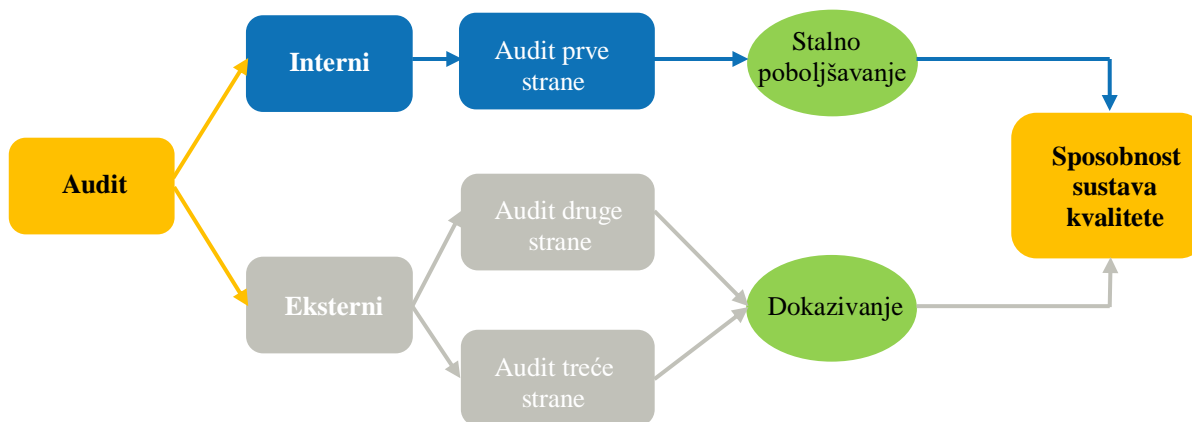 Interni
Audit prve
strane
Stalno
poboljšavanje
Audit
Sposobnost
sustava
kvalitete
Audit druge
strane
Eksterni
Dokazivanje
Audit treće
strane